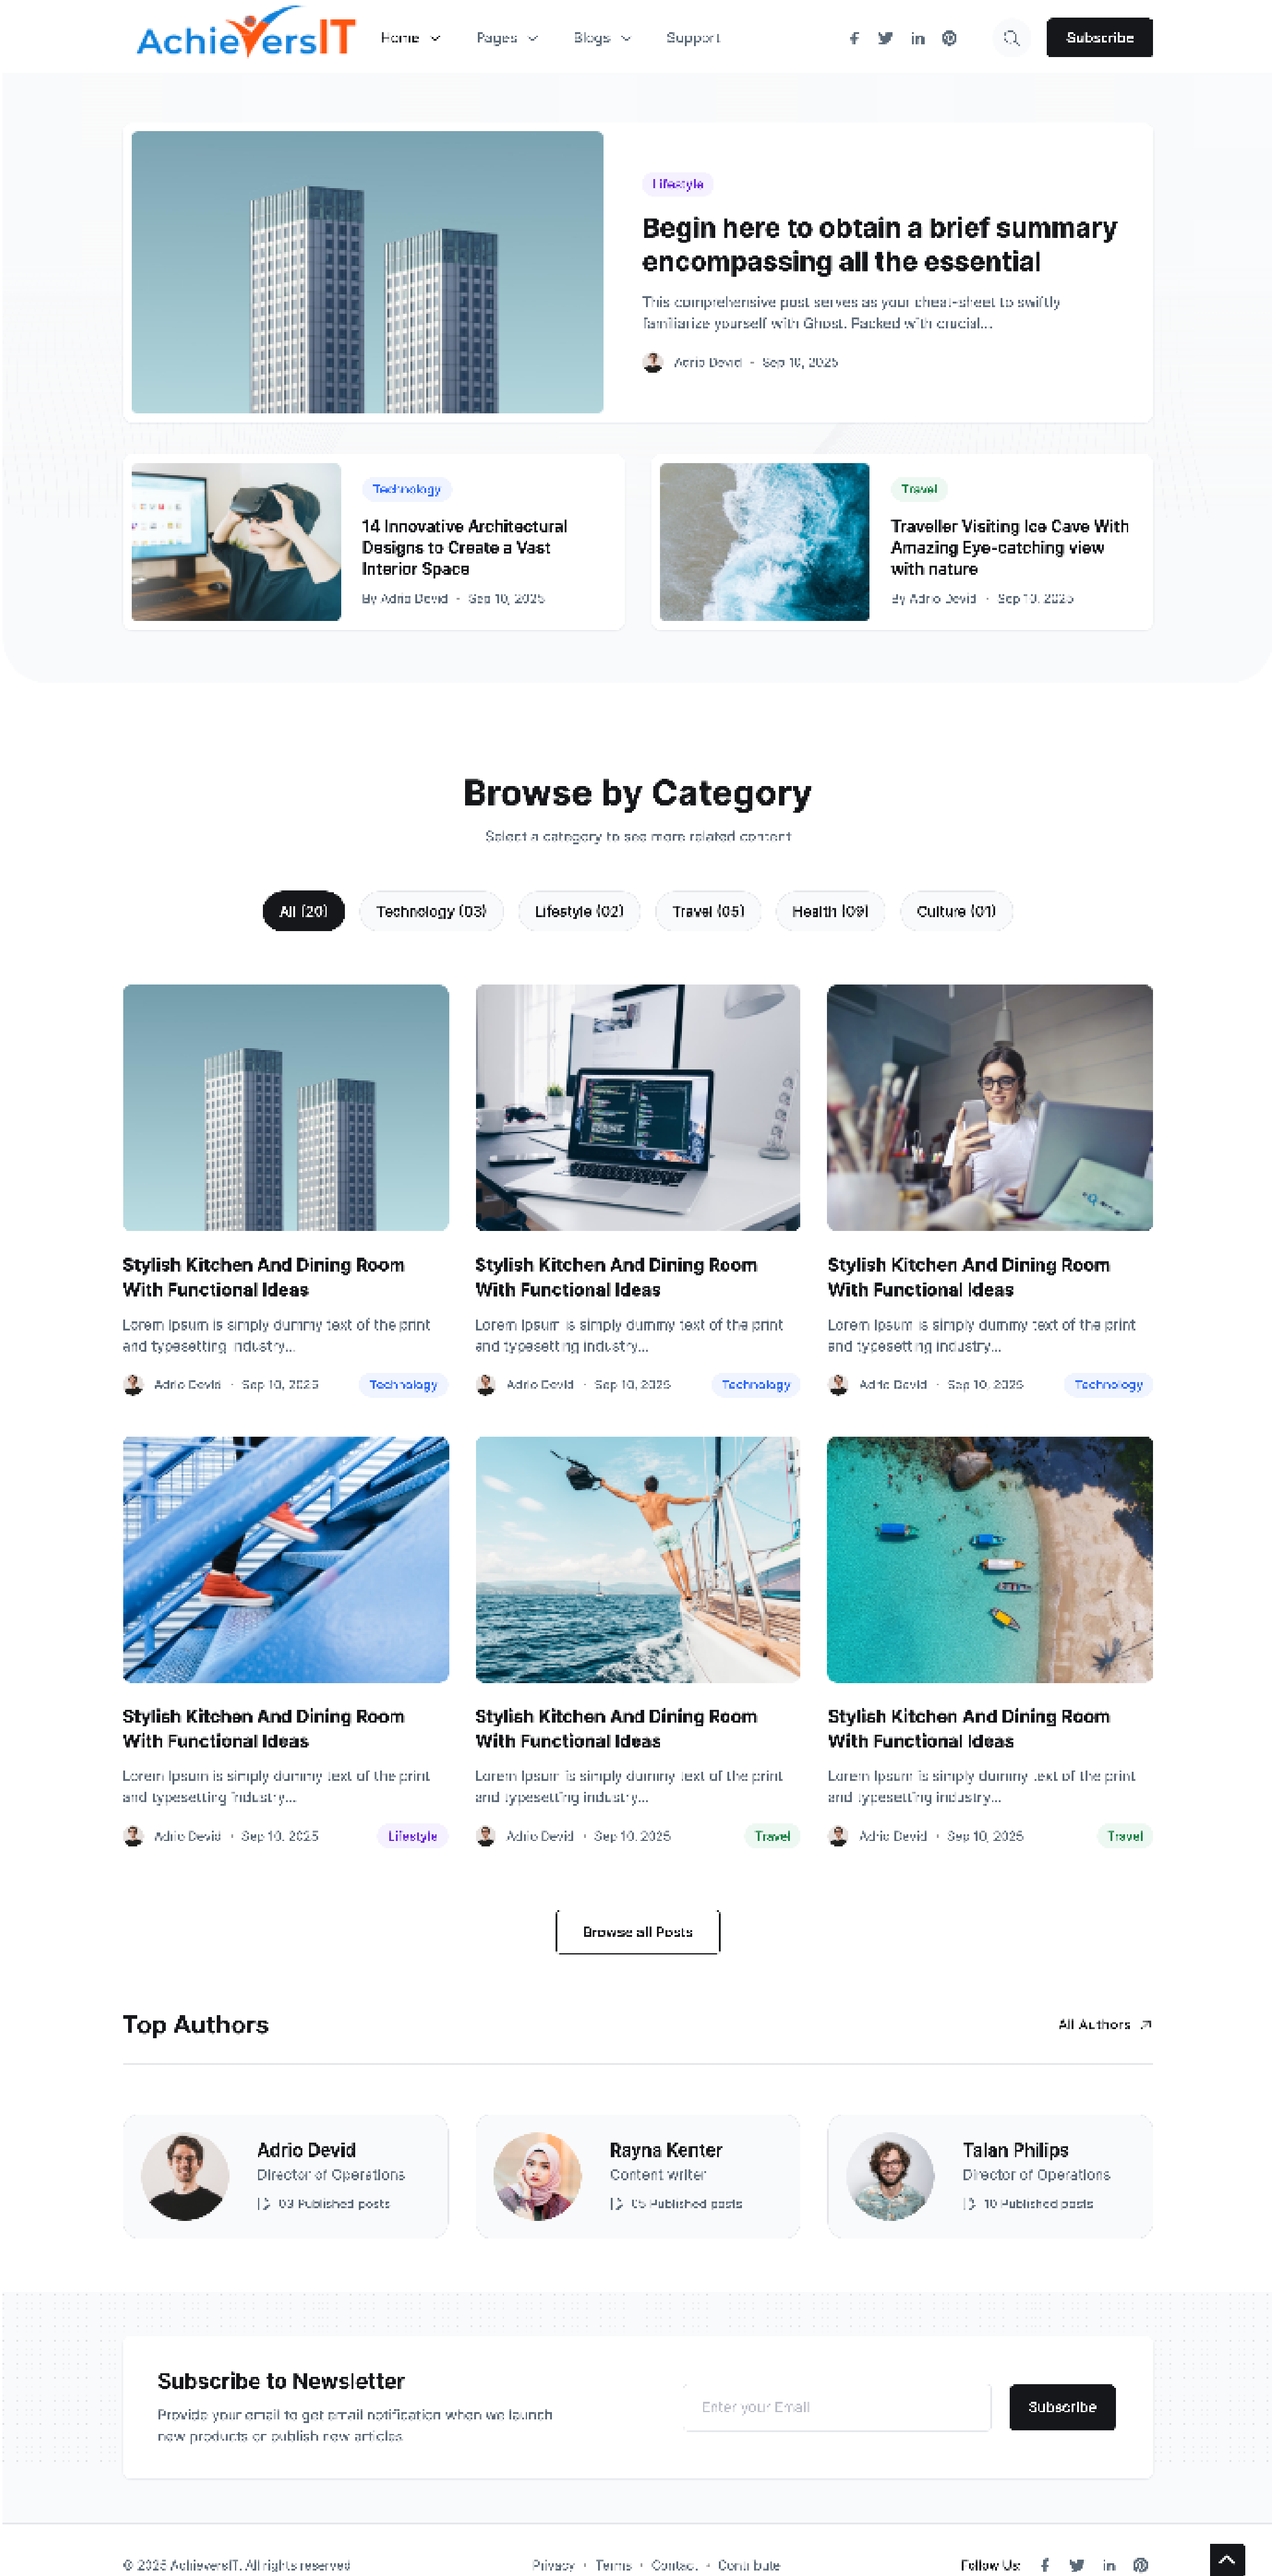 AchieversIT
Home Pages Blogs Support
Subscribe
Lifestyle
Begin here to obtain a brief summary
encompassing all the essential
This comprehensive post serves as your cheat-sheet to swiftly
familiarize yourself with Ghost. Packed with crucial...
Adrio Devid • Sep 10, 2025
Technology
14 Innovative Architectural
Designs to Create a Vast
Interior Space
By Adrio Devid • Sep 10, 2025
Travel
Traveller Visiting Ice Cave With
Amazing Eye-catching view
with nature
By Adrio Devid • Sep 10, 2025
Browse by Category
Select a category to see more related content
All (20) Technology (03) Lifestyle (02) Travel (05) Health (09) Culture (01)
Stylish Kitchen And Dining Room
With Functional Ideas
Lorem Ipsum is simply dummy text of the print
and typesetting industry...
Adrio Devid • Sep 10, 2025 Technology
Stylish Kitchen And Dining Room
With Functional Ideas
Lorem Ipsum is simply dummy text of the print
and typesetting industry...
Adrio Devid • Sep 10, 2025 Technology
Stylish Kitchen And Dining Room
With Functional Ideas
Lorem Ipsum is simply dummy text of the print
and typesetting industry...
Adrio Devid • Sep 10, 2025 Technology
Stylish Kitchen And Dining Room
With Functional Ideas
Lorem Ipsum is simply dummy text of the print
and typesetting industry...
Adrio Devid • Sep 10, 2025 Lifestyle
Stylish Kitchen And Dining Room
With Functional Ideas
Lorem Ipsum is simply dummy text of the print
and typesetting industry...
Adrio Devid • Sep 10, 2025 Travel
Stylish Kitchen And Dining Room
With Functional Ideas
Lorem Ipsum is simply dummy text of the print
and typesetting industry...
Adrio Devid • Sep 10, 2025 Travel
Browse all Posts
Top Authors
All Authors
Adrio Devid
Director of Operations
03 Published posts
Rayna Kenter
Content writer
05 Published posts
Talan Philips
Director of Operations
10 Published posts
Subscribe to Newsletter
Provide your email to get email notification when we launch
new products or publish new articles
Enter your Email
Subscribe
© 2025 AchieversIT. All rights reserved
Privacy • Terms • Contact • Contribute
Follow Us: